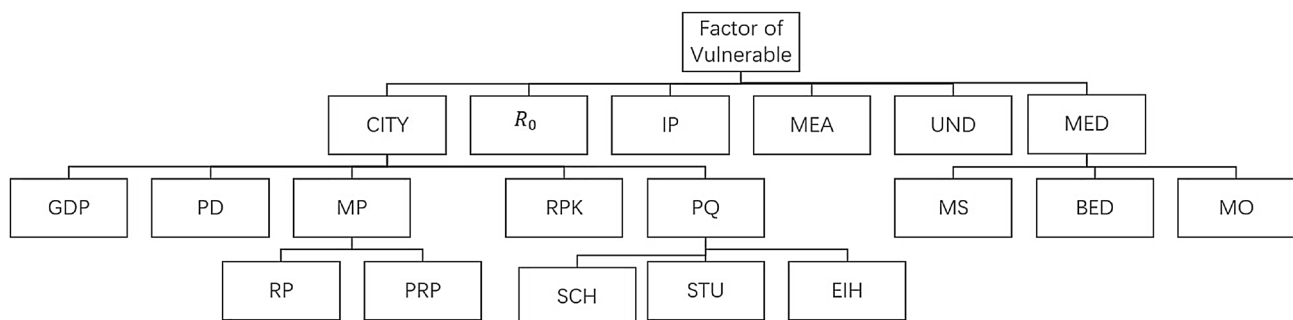 Factor of
Vulnerable
CITY
R₀
IP
MEA
UND
MED
GDP
PD
MP
RPK
PQ
MS
BED
MO
RP
PRP
SCH
STU
EIH